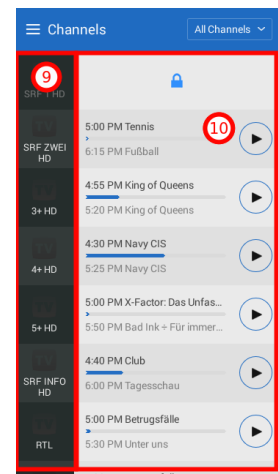 Channels
All Channels
9
SRF 1 HD
10
SRF ZWEI
HD
5:00 PM Tennis
6:15 PM Fußball
3+ HD
4:55 PM King of Queens
5:20 PM King of Queens
4+ HD
4:30 PM Navy CIS
5:25 PM Navy CIS
5+ HD
5:00 PM X-Factor: Das Unfas...
5:50 PM Bad Ink ÷ Für immer...
SRF INFO
HD
4:40 PM Club
6:00 PM Tagesschau
RTL
5:00 PM Betrugsfälle
5:30 PM Unter uns